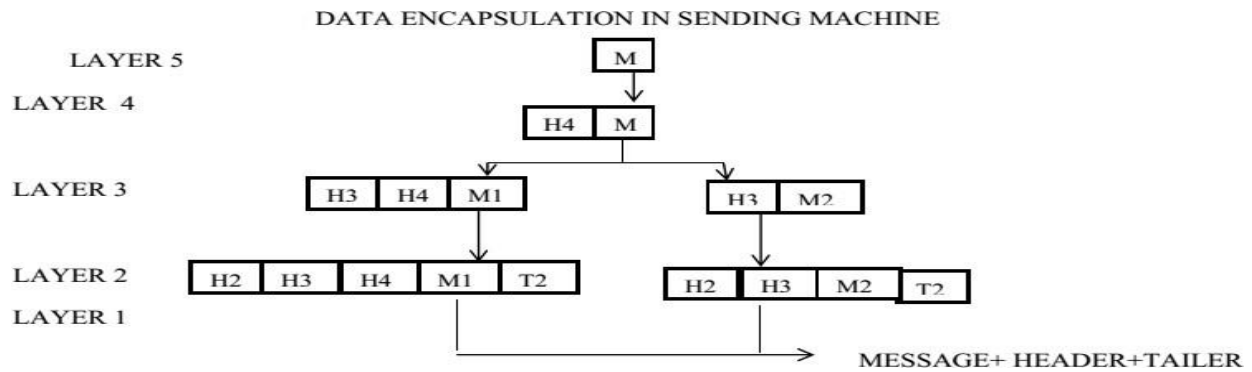 DATA ENCAPSULATION IN SENDING MACHINE
LAYER 5
M
LAYER 4
H4 M
LAYER 3
H3 H4 M1 H3 M2
LAYER 2
H2 H3 H4 M1 T2 H2 H3 M2 T2
LAYER 1
MESSAGE+ HEADER+TAILER